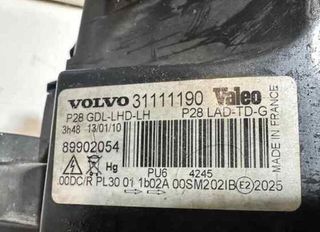 VOLVO 31111190 Valeo
P28 GDL-LHD-LH P28 LAD-TD-G
3h48 13/01/10
89902054
MADE IN FRANCE
Hg PU6 4245
.00DC/R PL30 01 1b02A 00SM202IB E2 2025